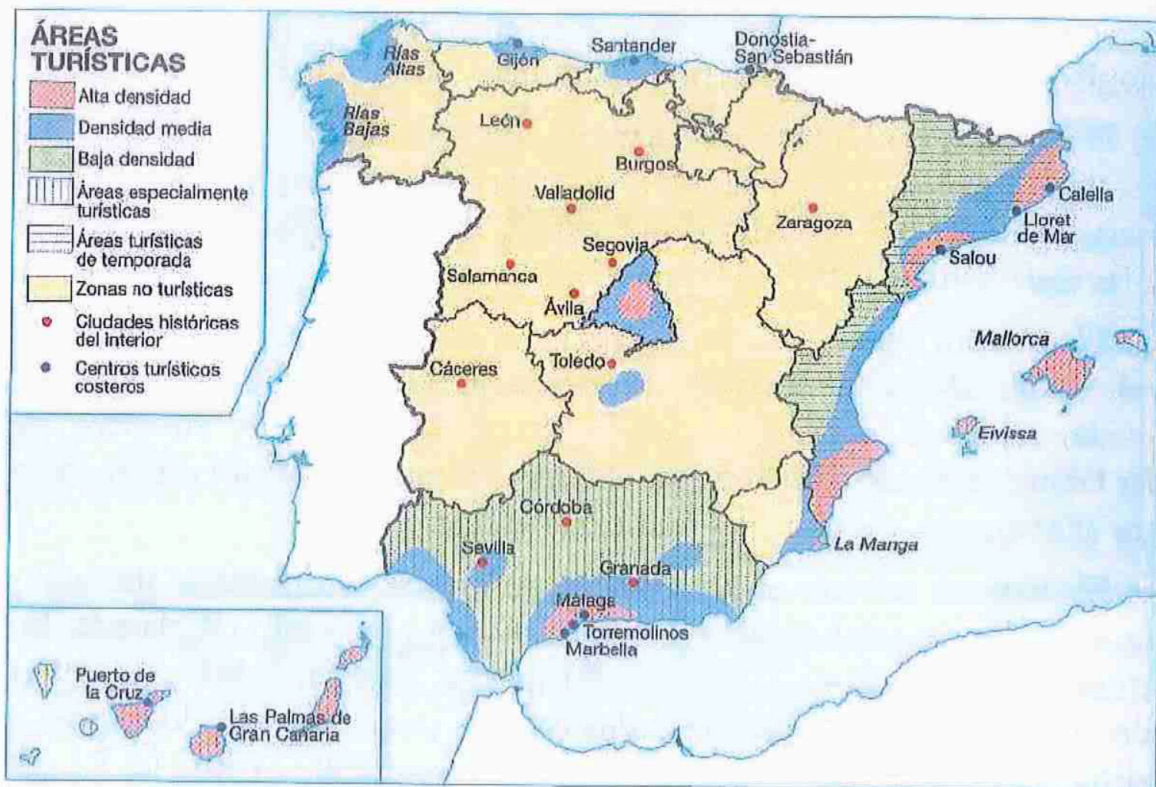 ÁREAS
TURÍSTICAS
Alta densidad
Densidad media
Baja densidad
Áreas especialmente
turísticas
Áreas turísticas
de temporada
Zonas no turísticas
Ciudades históricas
del interior
Centros turísticos
costeros
Rías
Altas
Rías
Bajas
Gijón
Santander
Donostia-
San Sebastián
León
Burgos
Valladolid
Zaragoza
Segovia
Salamanca
Ávila
Toledo
Cáceres
Calella
Lloret
de Mar
Salou
Mallorca
Eivissa
La Manga
Córdoba
Sevilla
Granada
Málaga
Torremolinos
Marbella
Puerto de
la Cruz
Las Palmas de
Gran Canaria